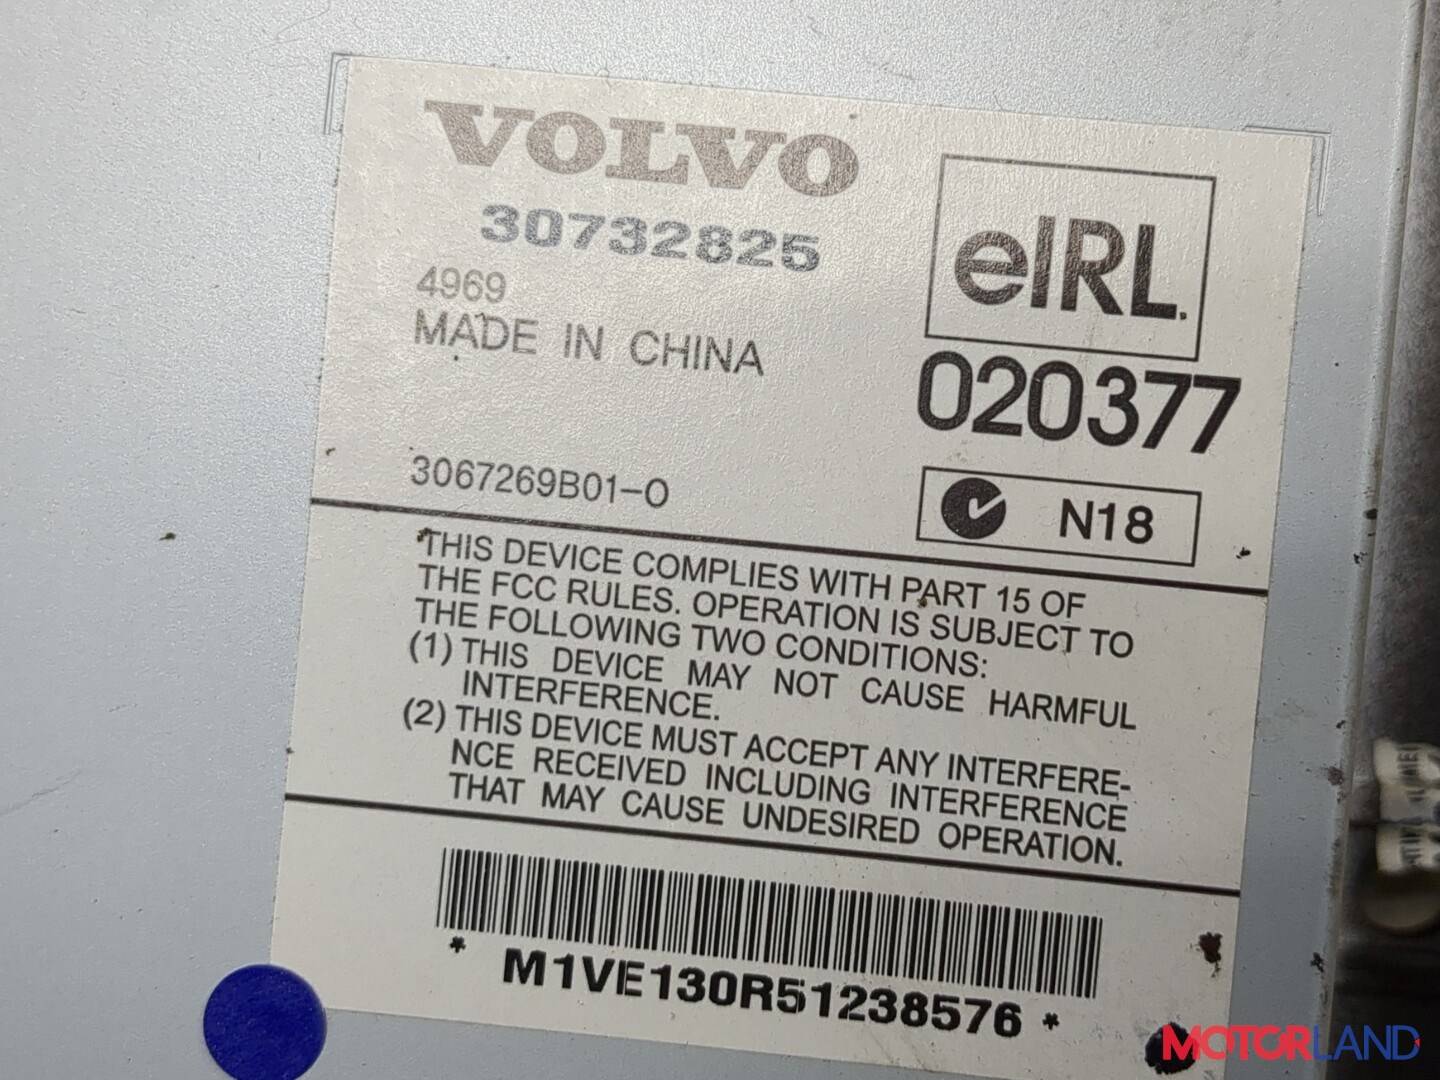 VOLVO
30732825
4969
MADE IN CHINA
3067269B01-O
eIRL.
020377
N18
THIS DEVICE COMPLIES WITH PART 15 OF
THE FCC RULES. OPERATION IS SUBJECT TO
THE FOLLOWING TWO CONDITIONS:
(1) THIS DEVICE MAY NOT CAUSE HARMFUL
INTERFERENCE.
(2) THIS DEVICE MUST ACCEPT ANY INTERFERE-
NCE RECEIVED INCLUDING INTERFERENCE
THAT MAY CAUSE UNDESIRED OPERATION.
* M1VE130R51238576 *
MOTORLAND